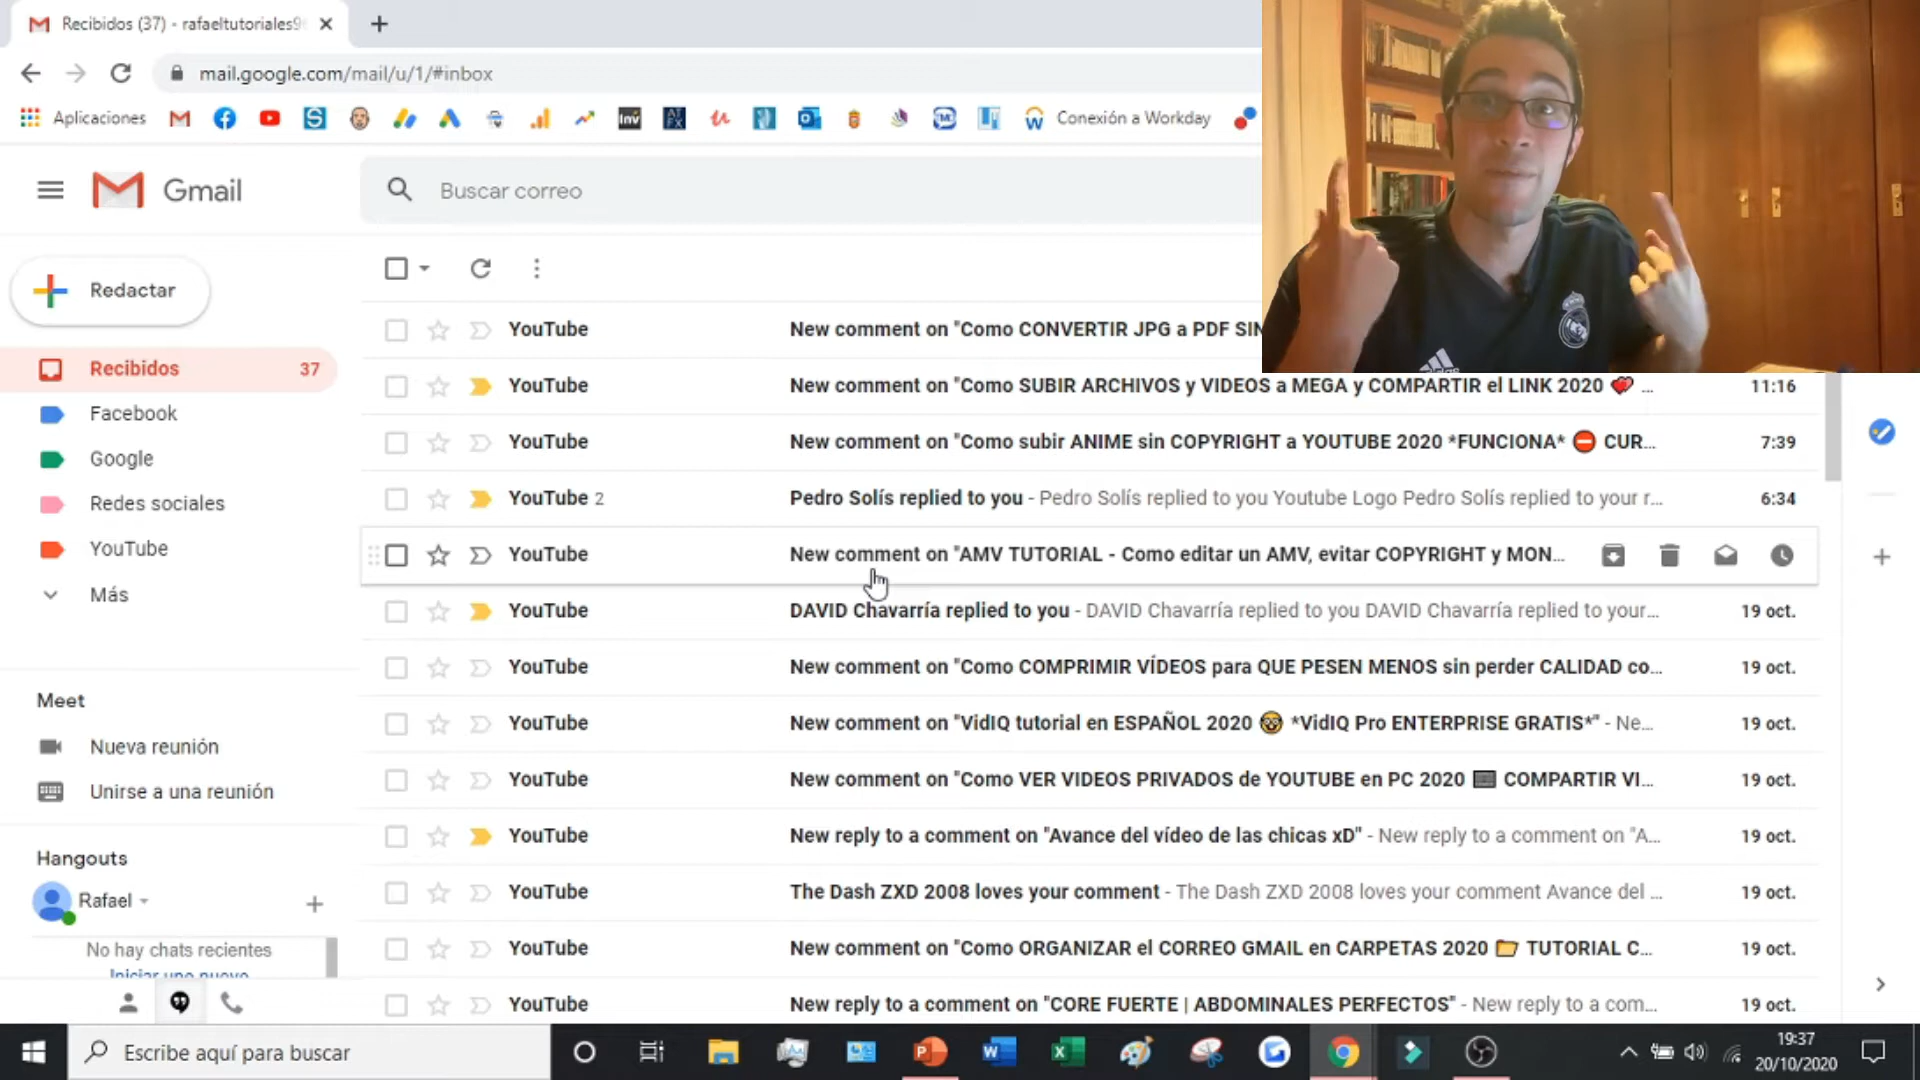 Recibidos (37) - rafaeltutoriales9
mail.google.com/mail/u/1/#inbox
Aplicaciones
Inv
Conexión a Workday
Gmail
Buscar correo
Redactar
Recibidos 37
Facebook
Google
Redes sociales
YouTube
Más
Meet
Nueva reunión
Unirse a una reunión
Hangouts
Rafael
No hay chats recientes
Iniciar uno nuevo
YouTube New comment on "Como CONVERTIR JPG a PDF SIN
YouTube New comment on "Como SUBIR ARCHIVOS y VIDEOS a MEGA y COMPARTIR el LINK 2020 💞 ... 11:16
YouTube New comment on "Como subir ANIME sin COPYRIGHT a YOUTUBE 2020 *FUNCIONA* ⛔ CUR... 7:39
YouTube 2 Pedro Solís replied to you - Pedro Solís replied to you Youtube Logo Pedro Solís replied to your r... 6:34
YouTube New comment on "AMV TUTORIAL - Como editar un AMV, evitar COPYRIGHT y MON...
YouTube DAVID Chavarría replied to you - DAVID Chavarría replied to you DAVID Chavarría replied to your... 19 oct.
YouTube New comment on "Como COMPRIMIR VÍDEOS para QUE PESEN MENOS sin perder CALIDAD co... 19 oct.
YouTube New comment on "VidIQ tutorial en ESPAÑOL 2020 🤓 *VidIQ Pro ENTERPRISE GRATIS*" - Ne... 19 oct.
YouTube New comment on "Como VER VIDEOS PRIVADOS de YOUTUBE en PC 2020 COMPARTIR VI... 19 oct.
YouTube New reply to a comment on "Avance del vídeo de las chicas xD" - New reply to a comment on "A... 19 oct.
YouTube The Dash ZXD 2008 loves your comment - The Dash ZXD 2008 loves your comment Avance del ... 19 oct.
YouTube New comment on "Como ORGANIZAR el CORREO GMAIL en CARPETAS 2020 📂 TUTORIAL C... 19 oct.
YouTube New reply to a comment on "CORE FUERTE | ABDOMINALES PERFECTOS" - New reply to a com... 19 oct.
adidas
Escribe aquí para buscar
19:37
20/10/2020